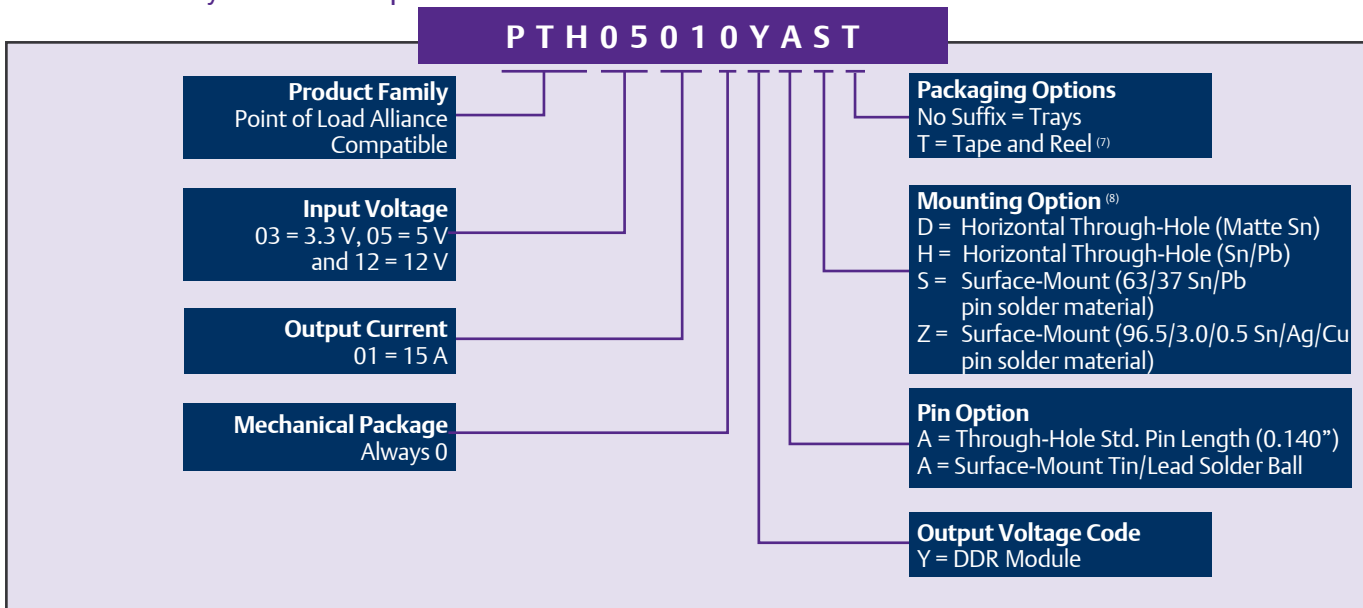 PTH05010YAST
Product Family
Point of Load Alliance
Compatible
Input Voltage
03 = 3.3 V, 05 = 5 V
and 12 = 12 V
Output Current
01 = 15 A
Mechanical Package
Always 0
Packaging Options
No Suffix = Trays
T = Tape and Reel (7)
Mounting Option (8)
D = Horizontal Through-Hole (Matte Sn)
H = Horizontal Through-Hole (Sn/Pb)
S = Surface-Mount (63/37 Sn/Pb
pin solder material)
Z = Surface-Mount (96.5/3.0/0.5 Sn/Ag/Cu
pin solder material)
Pin Option
A = Through-Hole Std. Pin Length (0.140”)
A = Surface-Mount Tin/Lead Solder Ball
Output Voltage Code
Y = DDR Module